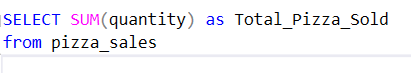 SELECT SUM(quantity) as Total_Pizza_Sold
from pizza_sales